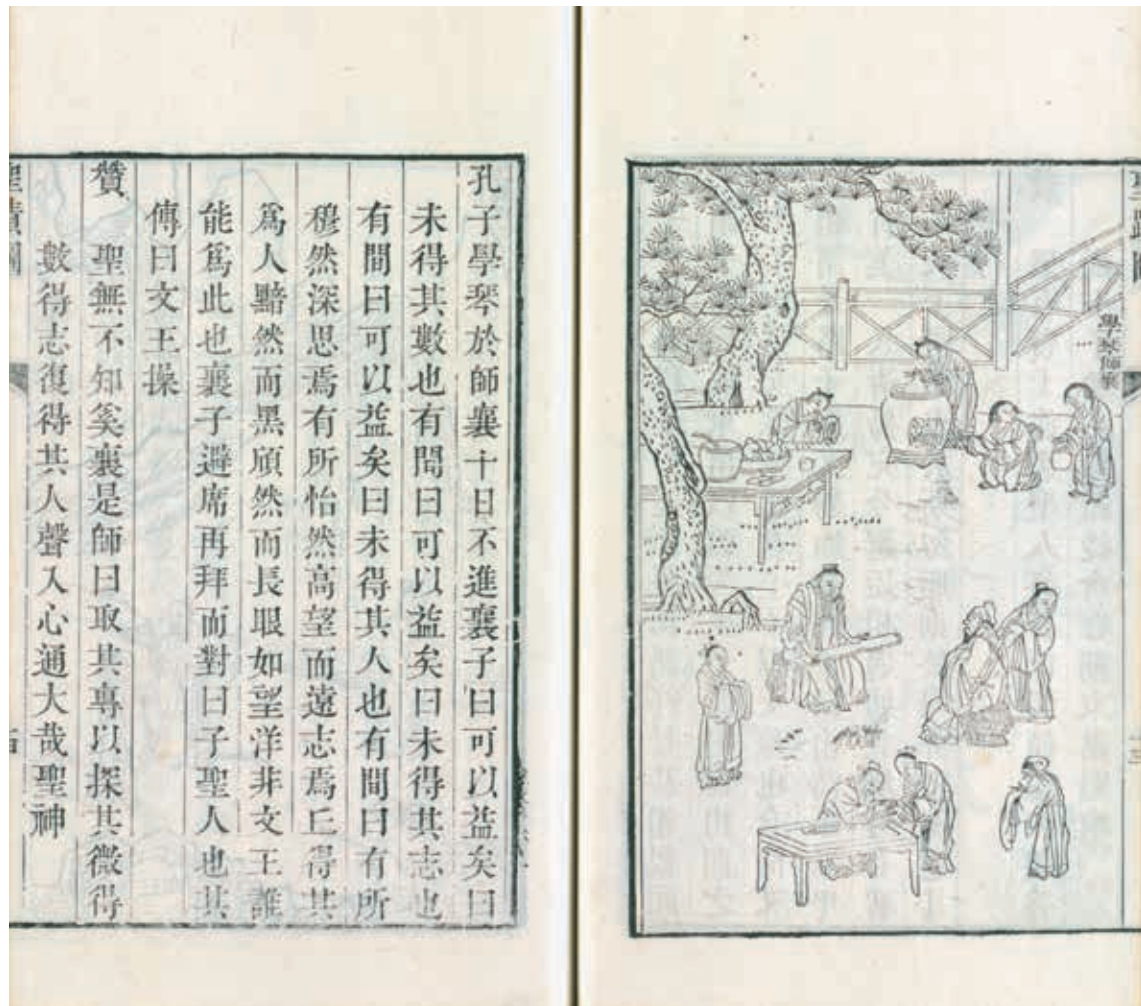 學琴師襄
孔子學琴於師襄十日不進襄子曰可以益矣曰
未得其數也有間曰可以益矣曰未得其志也
有間曰可以益矣曰未得其人也有間曰有所
穆然深思焉有所怡然高望而遠志焉丘得其
爲人黯然而黑頎然而長眼如望洋非文王誰
能爲此也襄子避席再拜而對曰子聖人也其
傳曰文王操
贊 聖無不知奚襄是師曰取其專以探其微得
數得志復得其人聲入心通大哉聖神
聖蹟圖